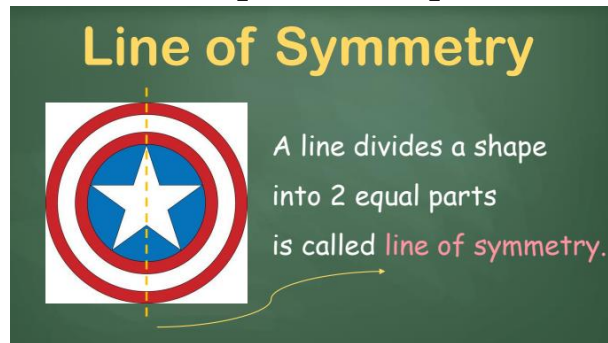 Line of Symmetry
A line divides a shape
into 2 equal parts
is called line of symmetry.